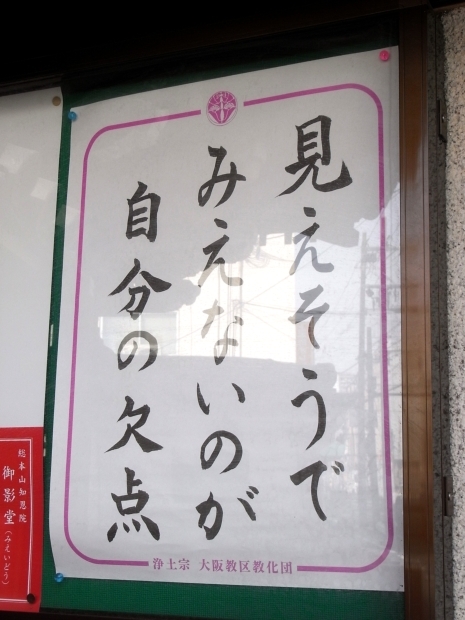 見えそうで
みえないのが
自分の欠点
浄土宗 大阪教区教化団
総本山知恩院
御影堂(みえいどう)